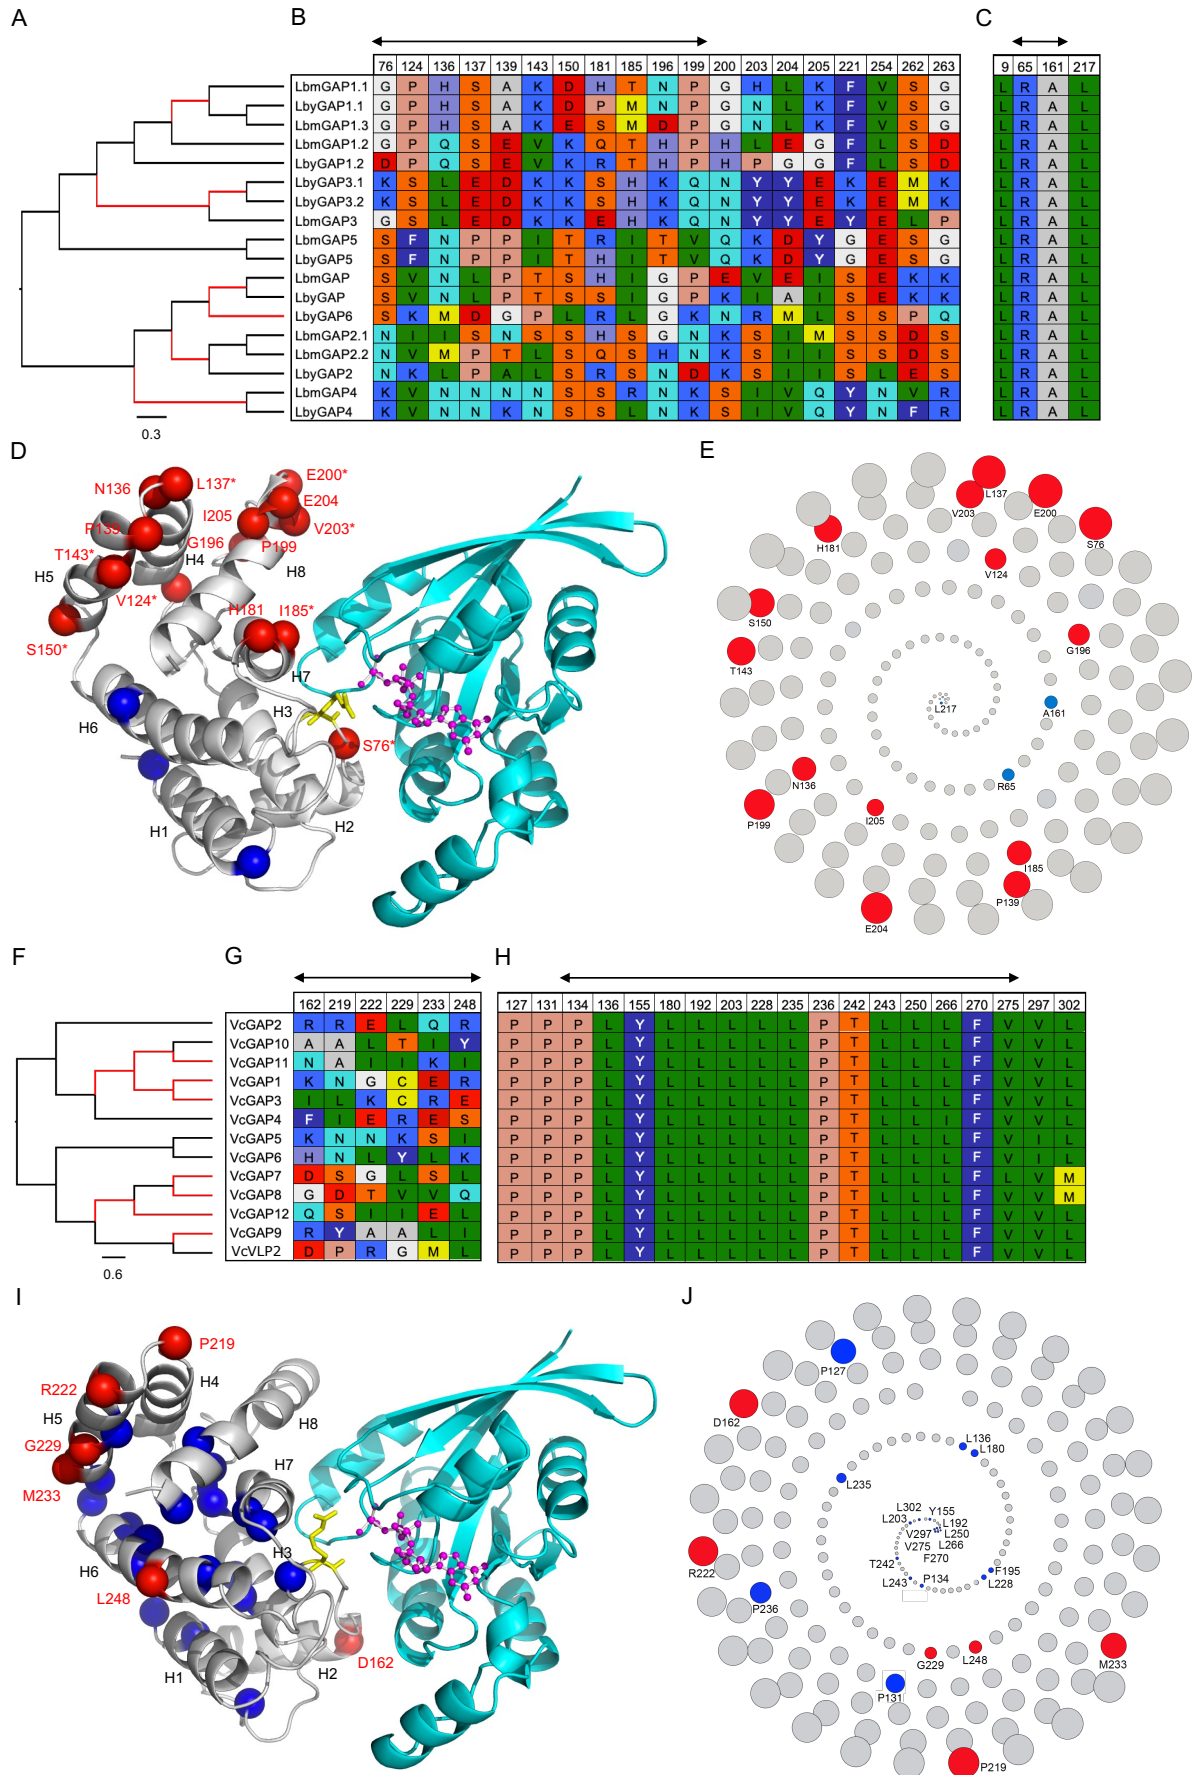 A
B
C
76 124 136 137 139 143 150 181 185 196 199 200 203 204 205 221 254 262 263
9 65 161 217
LbmGAP1.1 G P H S A K D H T N P G H L K F V S G L R A L
LbyGAP1.1 G P H S A K D P M N P G N L K F V S G L R A L
LbmGAP1.3 G P H S A K E S M D P G N L K F V S G L R A L
LbmGAP1.2 G P Q S E V K Q T H P H L E G F L S D L R A L
LbyGAP1.2 D P Q S E V K R T H P H P G G F L S D L R A L
LbyGAP3.1 K S L E D K K S H K Q N Y Y E K E M K L R A L
LbyGAP3.2 K S L E D K K S H K Q N Y Y E K E M K L R A L
LbmGAP3 G S L E D K K E H K Q N Y Y E Y E L P L R A L
LbmGAP5 S F N P P I T R I T V Q K D Y G E S G L R A L
LbyGAP5 S F N P P I T H I T V Q K D Y G E S G L R A L
LbmGAP S V N L P T S H I G P E V E I S E K K L R A L
LbyGAP S V N L P T S S I G P K I A I S E K K L R A L
LbyGAP6 S K M D G P L R L G K N R M L S S P Q L R A L
LbmGAP2.1 N I I S N S S H S G N K S I M S S D S L R A L
LbmGAP2.2 N V M P T L S Q S H N K S I I S S D S L R A L
LbyGAP2 N K L P A L S R S N D K S I I S L E S L R A L
LbmGAP4 K V N N N N S S R N K S I V Q Y N V R L R A L
LbyGAP4 K V N N K N S S L N K S I V Q Y N F R L R A L
0.3
D
E
N136
L137*
E200*
E204
I205
V203*
P139
G196
P199
T143*
H4
H8
H5
V124*
H181
I185*
S150*
H7
H3
H6
S76*
H1
H2
L137
V203
E200
S76
H181
V124
S150
G196
T143
L217
A161
R65
N136
P199
I205
I185
P139
E204
F
G
H
162 219 222 229 233 248
127 131 134 136 155 180 192 203 228 235 236 242 243 250 266 270 275 297 302
VcGAP2 R R E L Q R P P P L Y L L L L L P T L L L F V V L
VcGAP10 A A L T I Y P P P L Y L L L L L P T L L L F V V L
VcGAP11 N A I I K I P P P L Y L L L L L P T L L L F V V L
VcGAP1 K N G C E R P P P L Y L L L L L P T L L L F V V L
VcGAP3 I L K C R E P P P L Y L L L L L P T L L L F V V L
VcGAP4 F I E R E S P P P L Y L L L L L P T L L I F V V L
VcGAP5 K N N K S I P P P L Y L L L L L P T L L L F V I L
VcGAP6 H N L Y L K P P P L Y L L L L L P T L L L F V I L
VcGAP7 D S G L S L P P P L Y L L L L L P T L L L F L V M
VcGAP8 G D T V V Q P P P L Y L L L L L P T L L L F V V M
VcGAP12 Q S I I E L P P P L Y L L L L L P T L L L F V V L
VcGAP9 R Y A A L I P P P L Y L L L L L P T L L L F V V L
VcVLP2 D P R G M L P P P L Y L L L L L P T L L L F V V L
0.6
I
J
P219
R222
H4
H5
H8
G229
H7
M233
H3
H6
L248
H1
H2
D162
P127
D162
L136
L180
L235
L302
Y155
L203
L192
V297
L250
V275
L266
F270
T242
F195
L243
P134
L228
R222
P236
G229
L248
M233
P131
P219